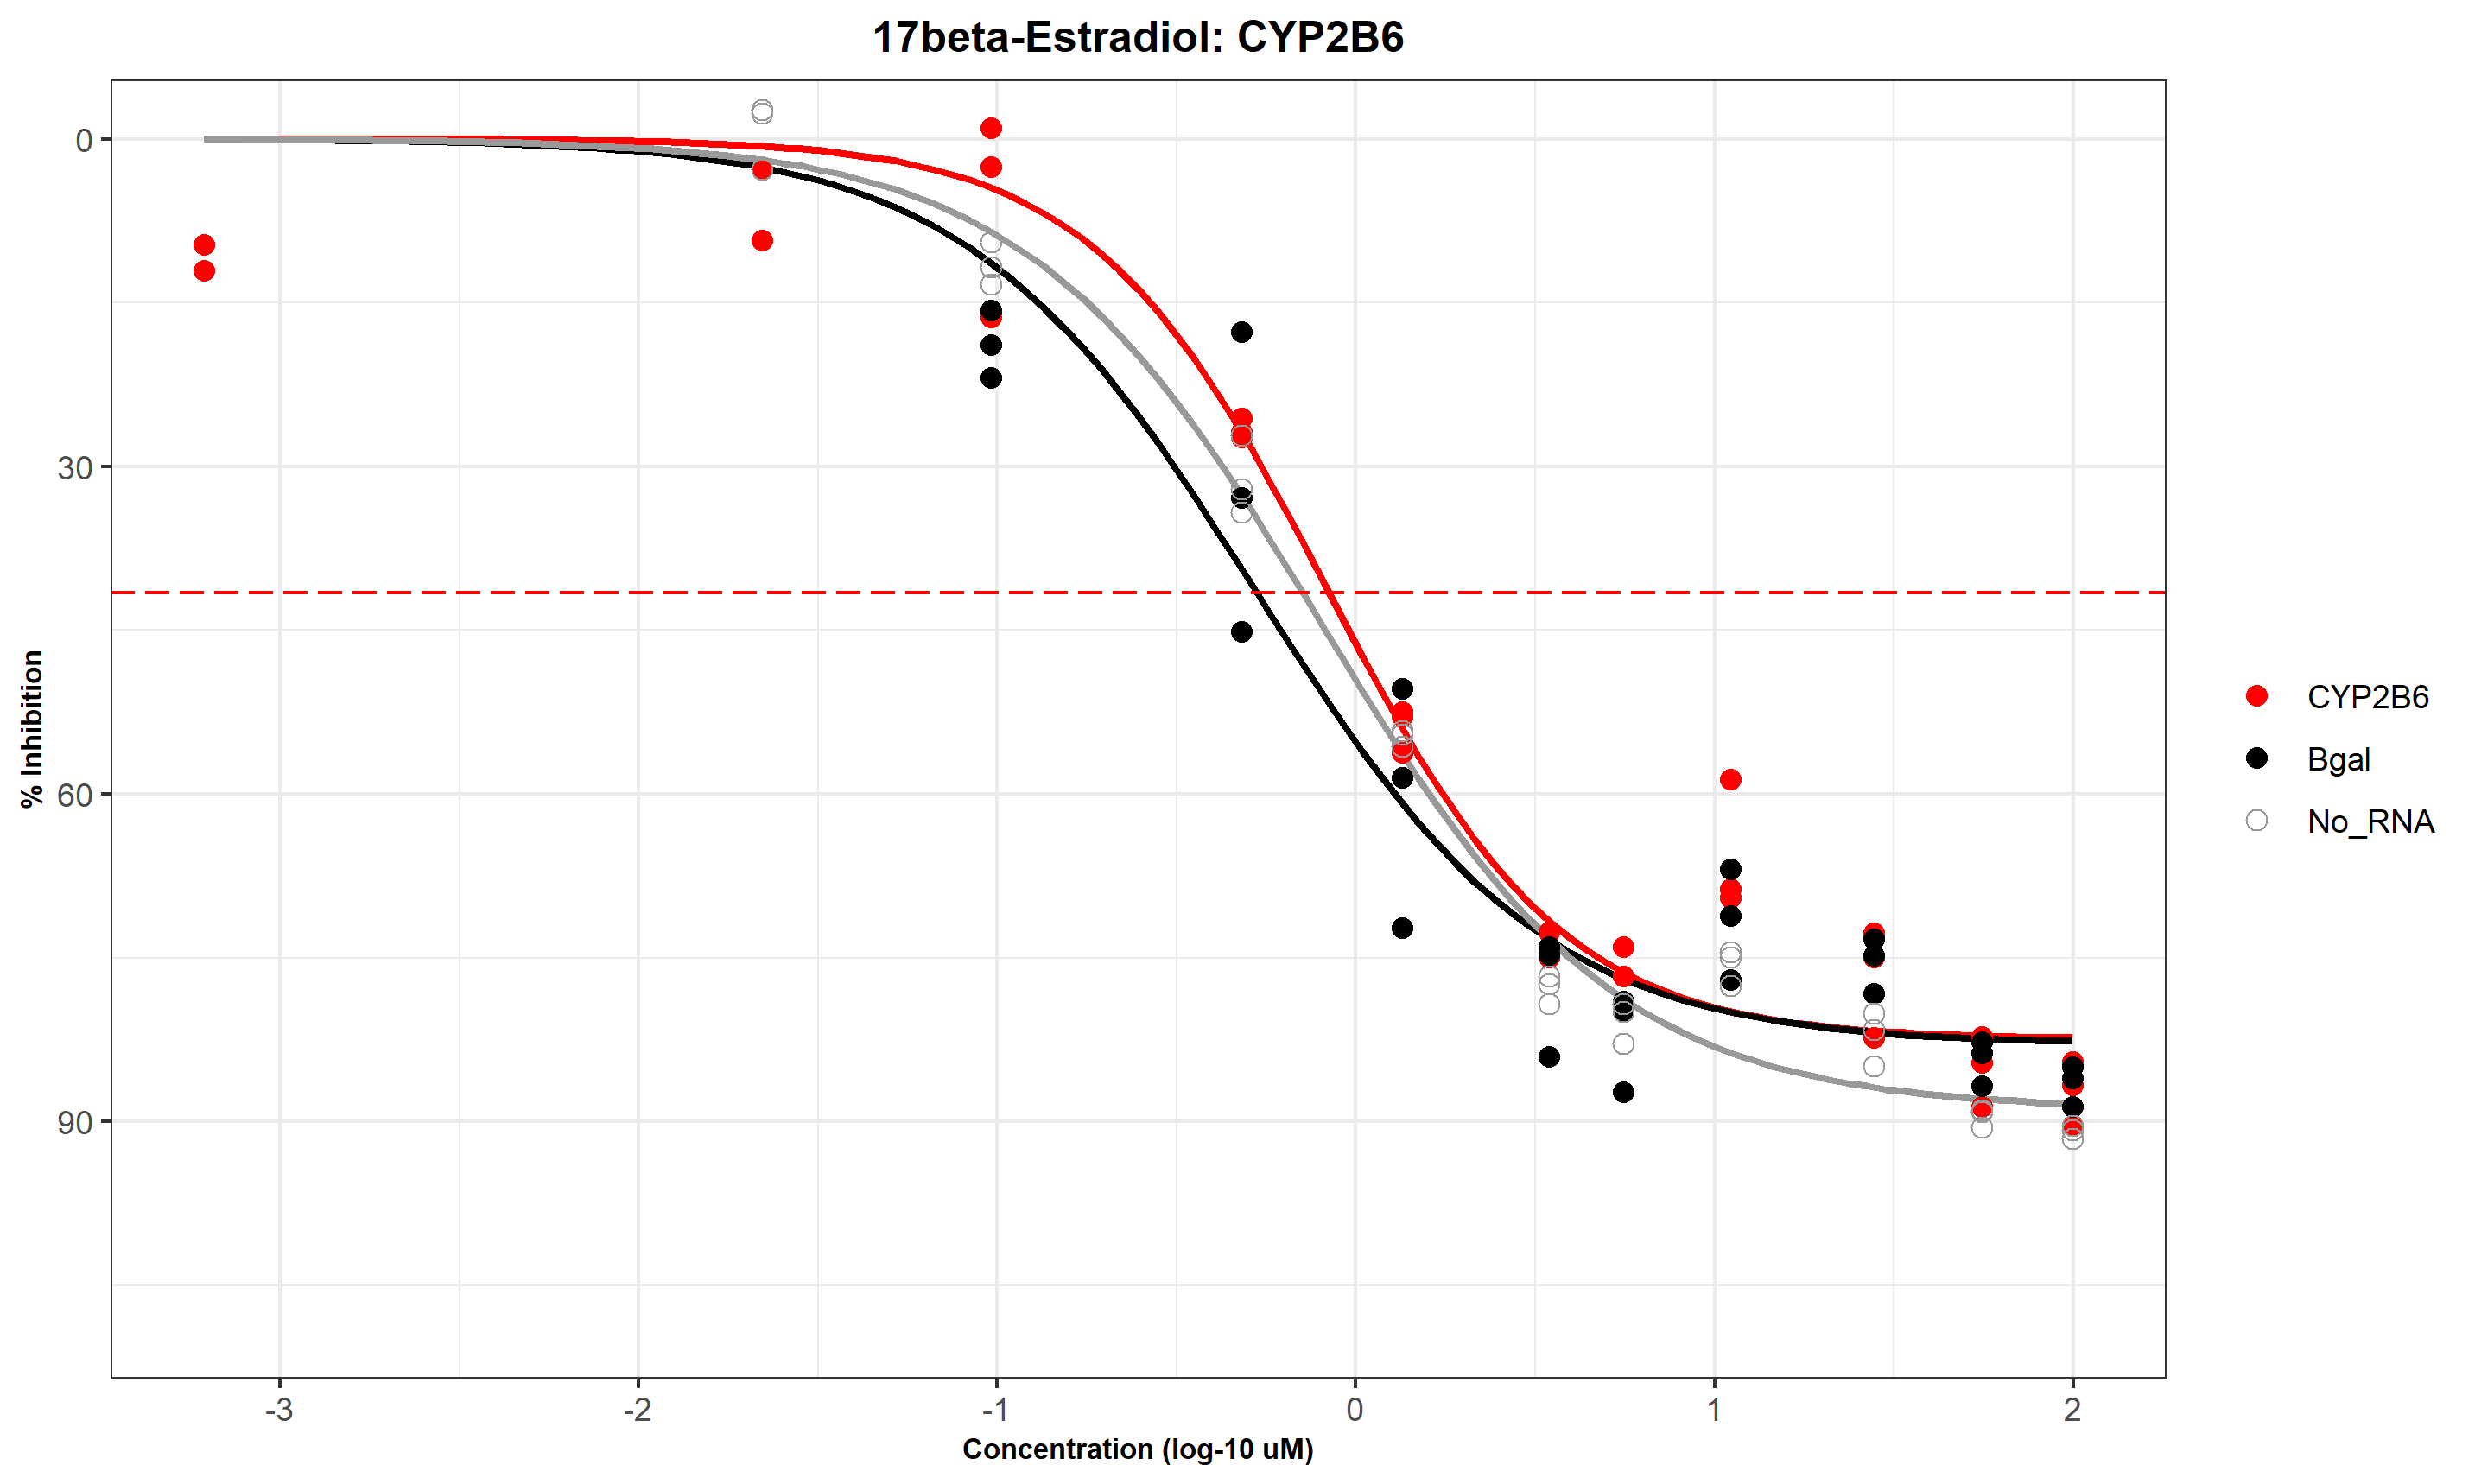 17beta-Estradiol: CYP2B6
% Inhibition
0
30
60
90
-3
-2
-1
0
1
2
Concentration (log-10 uM)
CYP2B6
Bgal
No_RNA